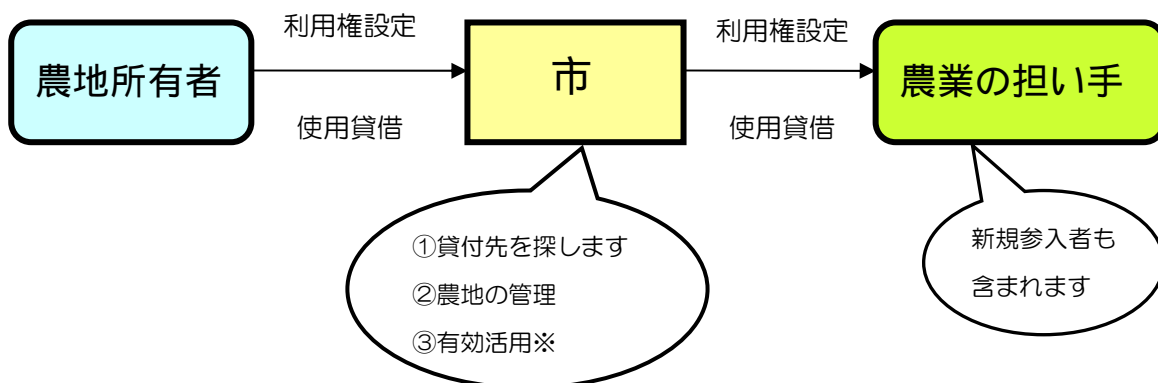 利用権設定
利用権設定
農地所有者
市
農業の担い手
使用貸借
使用貸借
①貸付先を探します
②農地の管理
③有効活用※
新規参入者も
含まれます